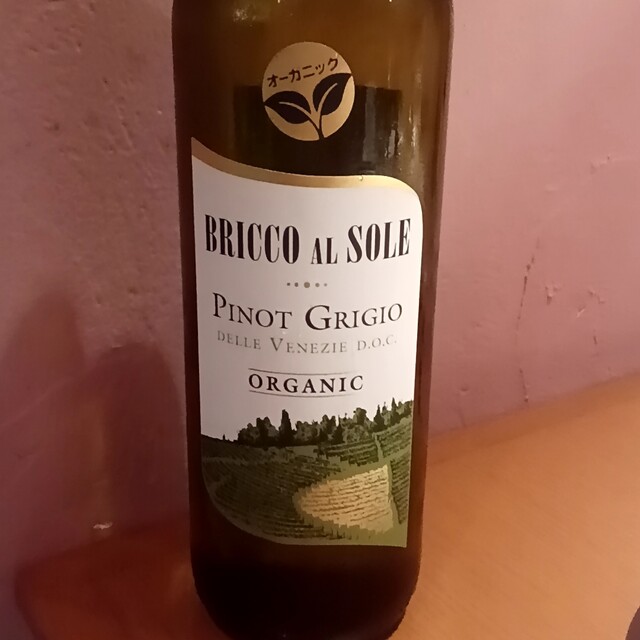 オーガニック
BRICCO AL SOLE
PINOT GRIGIO
DELLE VENEZIE D.O.C.
ORGANIC